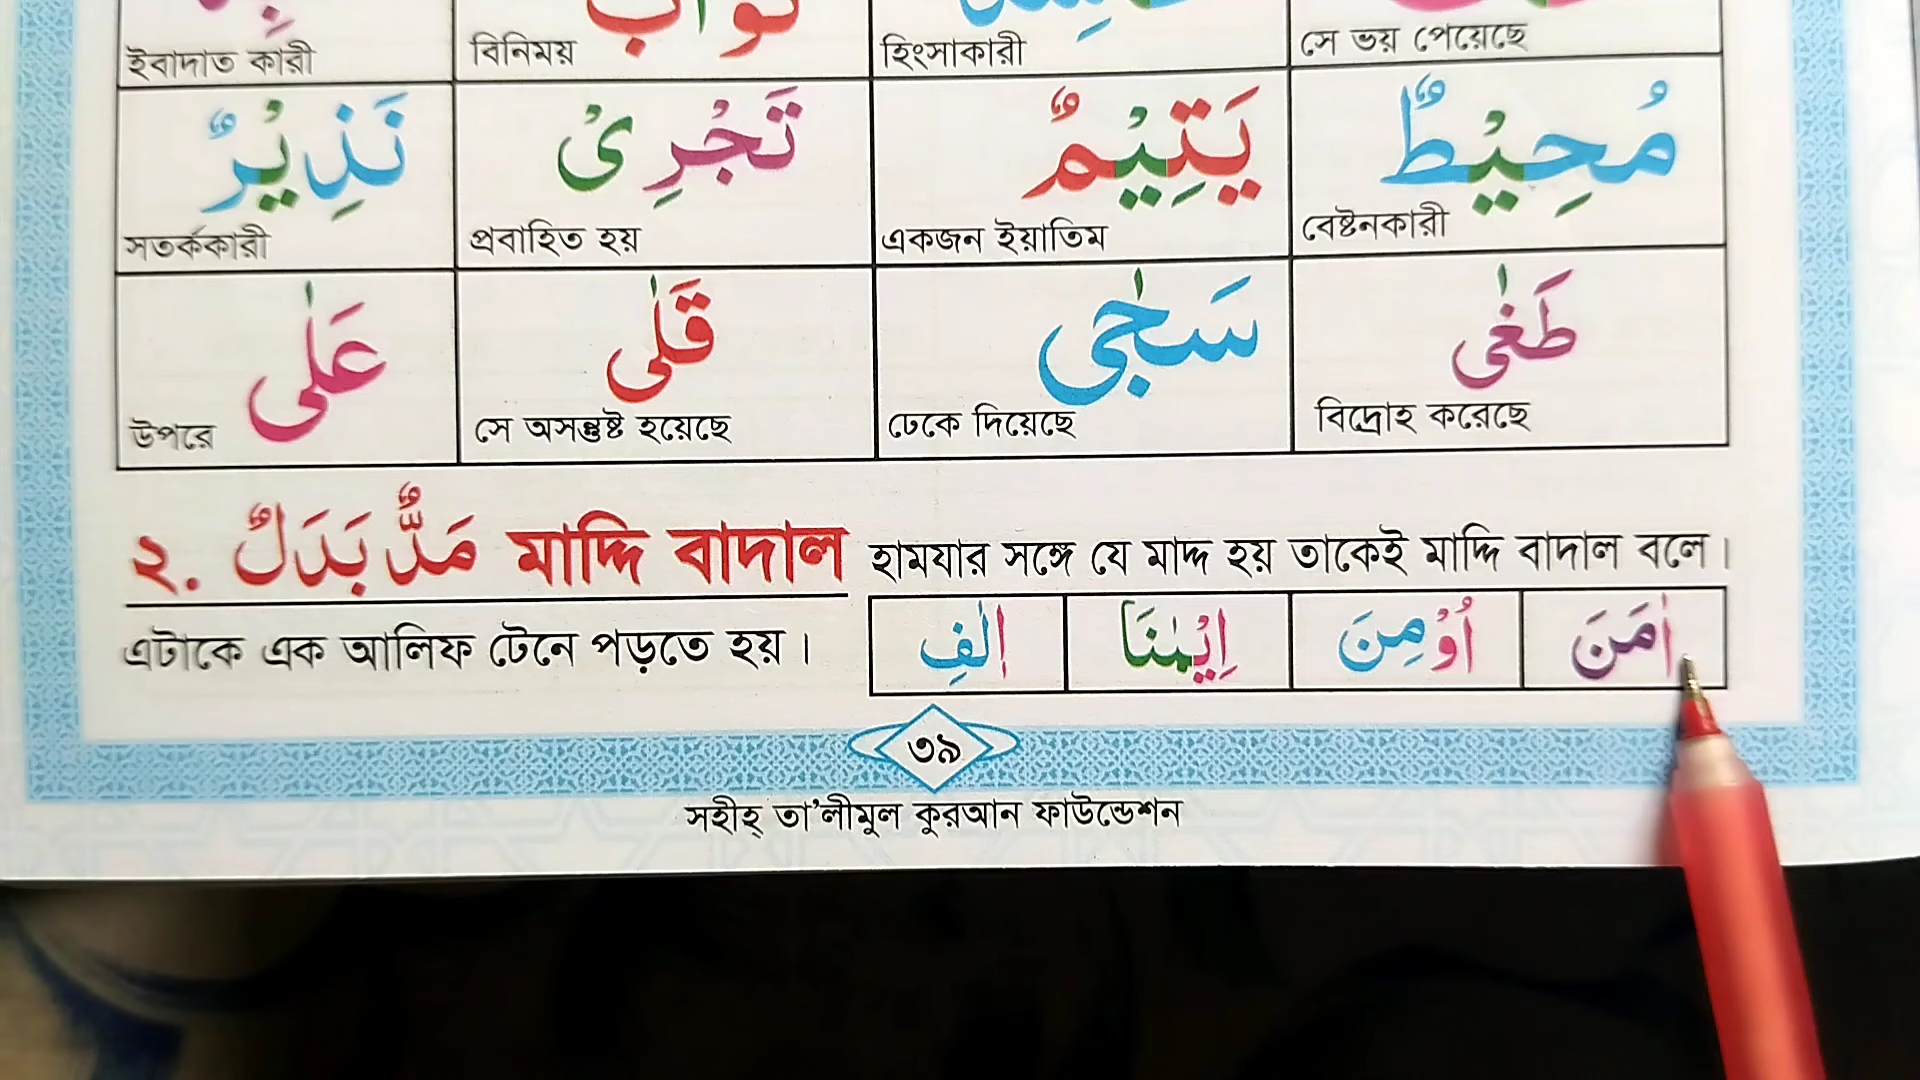 ইবাদাত কারী বিনিময় হিংসাকারী সে ভয় পেয়েছে
نَذِيْرٌ تَجْرِىْ يَتِيْمٌ مُحِيْطٌ
সতর্ককারী প্রবাহিত হয় একজন ইয়াতিম বেষ্টনকারী
عَلٰى قَلٰى سَجٰى طَغٰى
উপরে সে অসন্তুষ্ট হয়েছে ঢেকে দিয়েছে বিদ্রোহ করেছে
২. مَدٌّ بَدَلٌ মাদ্দি বাদাল হামযার সঙ্গে যে মাদ্দ হয় তাকেই মাদ্দি বাদাল বলে।
এটাকে এক আলিফ টেনে পড়তে হয়। اٖلٰفِ اِيْمٰنَنَا اُوْمِنَ اٰمَنَ
৩৯
সহীহ্ তা'লীমুল কুরআন ফাউন্ডেশন